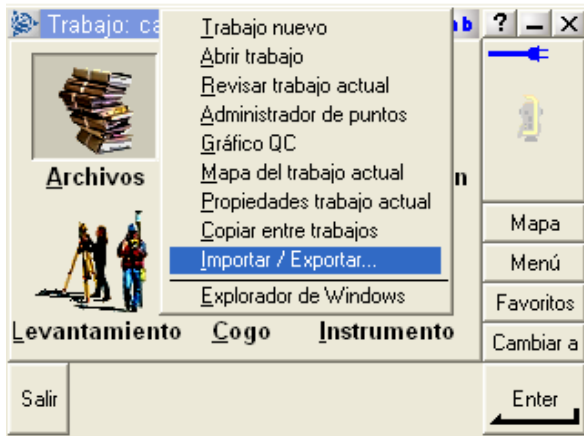 Trabajo: ca
? – X
Trabajo nuevo
Abrir trabajo
Revisar trabajo actual
Administrador de puntos
Gráfico QC
Mapa del trabajo actual
Propiedades trabajo actual
Copiar entre trabajos
Importar / Exportar...
Explorador de Windows
Archivos
n
Levantamiento Cogo Instrumento
Mapa
Menú
Favoritos
Cambiar a
Salir
Enter